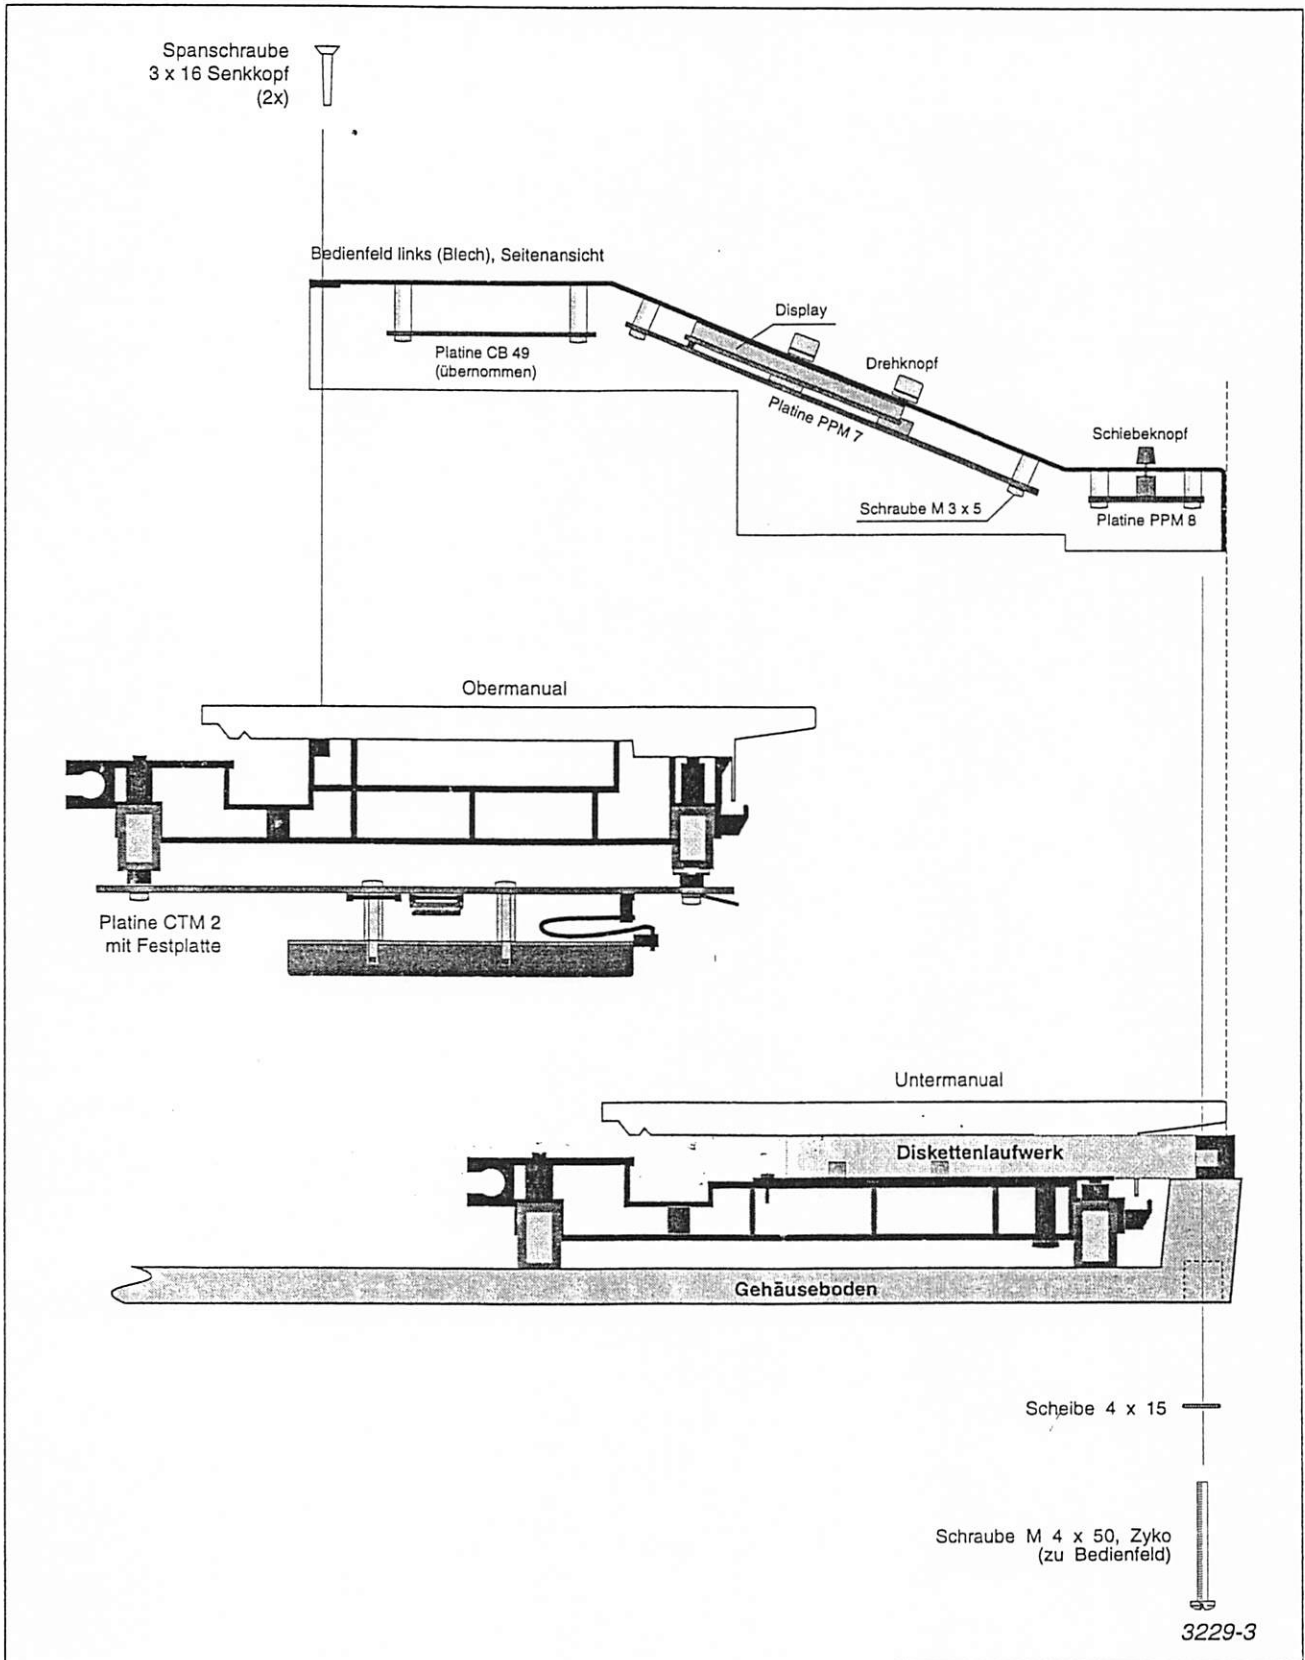 Spanschraube
3 x 16 Senkkopf
(2x)
Bedienfeld links (Blech), Seitenansicht
Display
Platine CB 49
(übernommen)
Drehknopf
Platine PPM 7
Schiebeknopf
Schraube M 3 x 5
Platine PPM 8
Obermanual
Platine CTM 2
mit Festplatte
Untermanual
Diskettenlaufwerk
Gehäuseboden
Scheibe 4 x 15
Schraube M 4 x 50, Zyko
(zu Bedienfeld)
3229-3